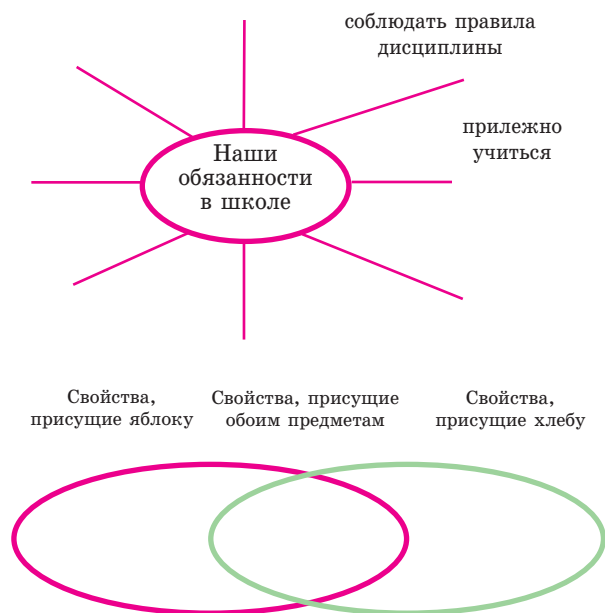 соблюдать правила
дисциплины
прилежно
учиться
Наши
обязанности
в школе
Свойства,
присущие яблоку
Свойства, присущие
обоим предметам
Свойства,
присущие хлебу